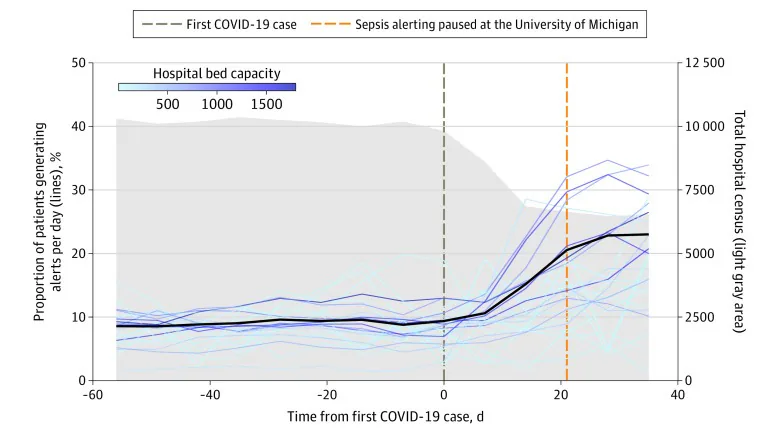 First COVID-19 case
Sepsis alerting paused at the University of Michigan
Hospital bed capacity
500 1000 1500
50
40
30
20
10
0
Proportion of patients generating
alerts per day (lines), %
12 500
10 000
7500
5000
2500
0
Total hospital census (light gray area)
-60 -40 -20 0 20 40
Time from first COVID-19 case, d